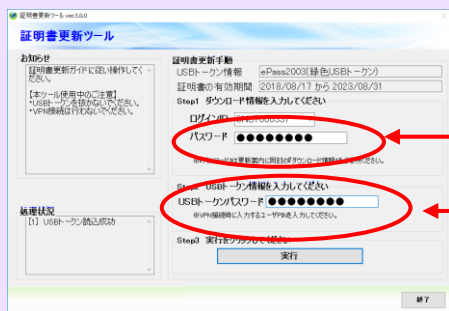 証明書更新ツール ver.3.0.0
証明書更新ツール
お知らせ
証明書更新ガイドに従い操作してください。
【本ツール使用中のご注意】
・USBトークンを抜かないでください。
・VPN接続は行わないでください。
処理状況
[1] USBトークン読込成功
証明書更新手順
USBトークン情報 ePass2003(緑色USBトークン)
証明書の有効期間 2018/08/17 から 2023/08/31
Step1 ダウンロード情報を入力してください
ログインID
パスワード ●●●●●●●●
Step2 USBトークン情報を入力してください
USBトークンパスワード ●●●●●●●●
※VPN接続時に入力するユーザPINを入力してください。
Step3 実行をクリックしてください
実行
終了